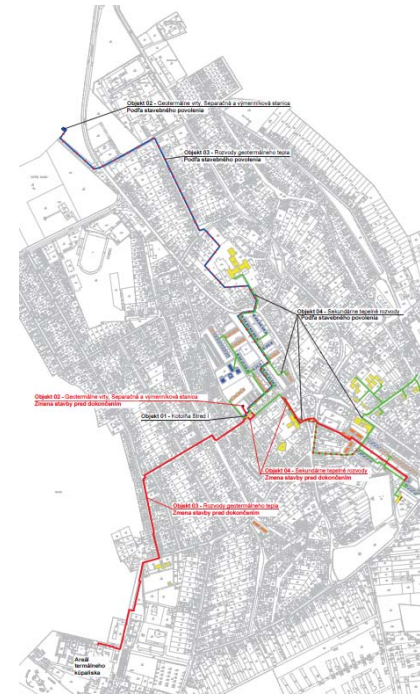 Objekt 02 - Geotermálne vrty, Separačná a výmenníková stanica
Podľa stavebného povolenia
Objekt 03 - Rozvody geotermálneho tepla
Podľa stavebného povolenia
Objekt 04 - Sekundárne tepelné rozvody
Podľa stavebného povolenia
Objekt 02 - Geotermálne vrty, Separačná a výmenníková stanica
Zmena stavby pred dokončením
Objekt 01 - Kotolňa Stred I
Objekt 04 - Sekundárne tepelné rozvody
Zmena stavby pred dokončením
Objekt 03 - Rozvody geotermálneho tepla
Zmena stavby pred dokončením
Areál
termálneho
kúpaliska